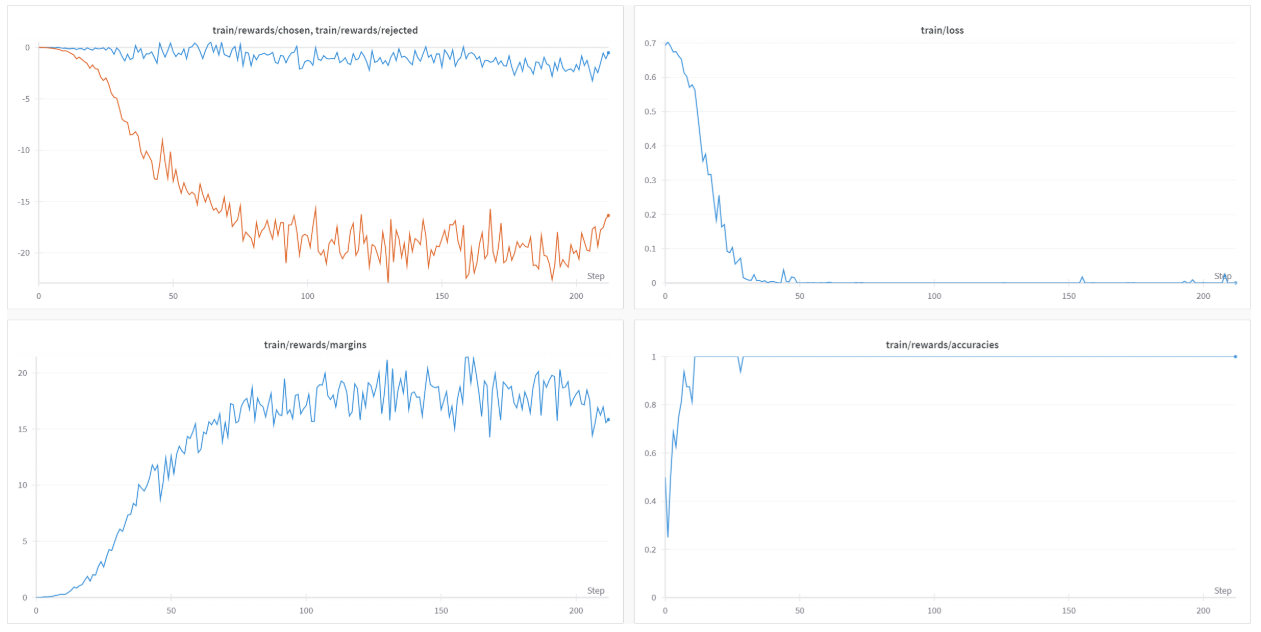 train/rewards/chosen, train/rewards/rejected
0
-5
-10
-15
-20
Step
0 50 100 150 200
train/loss
0.7
0.6
0.5
0.4
0.3
0.2
0.1
0
Step
0 50 100 150 200
train/rewards/margins
20
15
10
5
0
Step
0 50 100 150 200
train/rewards/accuracies
1
0.8
0.6
0.4
0.2
0
Step
0 50 100 150 200